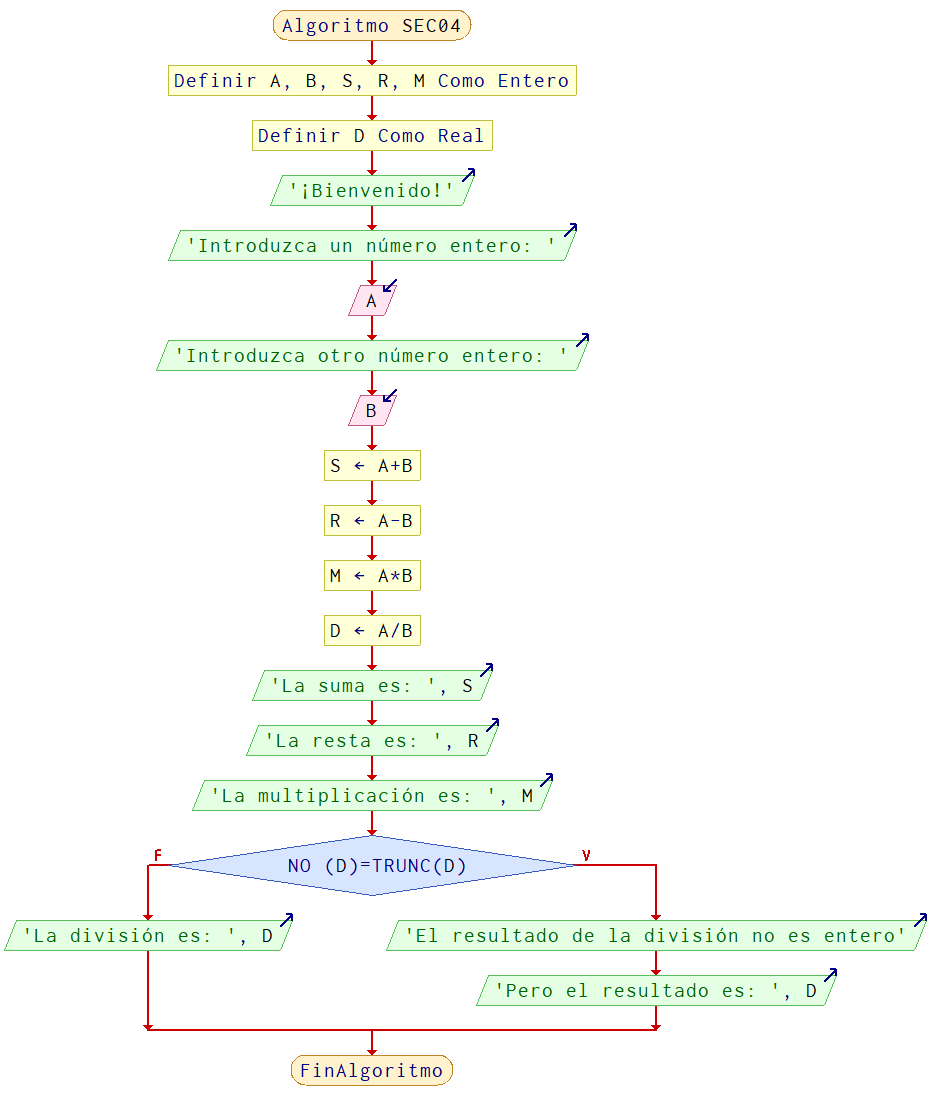 Algoritmo SEC04
Definir A, B, S, R, M Como Entero
Definir D Como Real
'¡Bienvenido!'
'Introduzca un número entero: '
A
'Introduzca otro número entero: '
B
S ← A+B
R ← A-B
M ← A*B
D ← A/B
'La suma es: ', S
'La resta es: ', R
'La multiplicación es: ', M
F
NO (D)=TRUNC(D)
V
'La división es: ', D
'El resultado de la división no es entero'
'Pero el resultado es: ', D
FinAlgoritmo